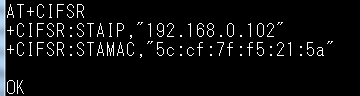 AT+CIFSR
+CIFSR:STAIP,"192.168.0.102"
+CIFSR:STAMAC,"5c:cf:7f:f5:21:5a"
OK